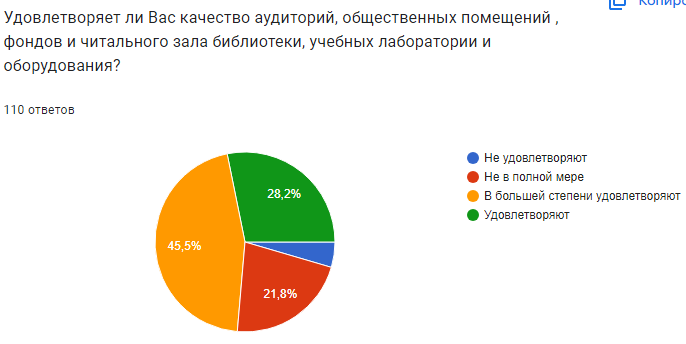 Копиро
Удовлетворяет ли Вас качество аудиторий, общественных помещений ,
фондов и читального зала библиотеки, учебных лаборатории и
оборудования?
110 ответов
28,2%
45,5%
21,8%
Не удовлетворяют
Не в полной мере
В большей степени удовлетворяют
Удовлетворяют